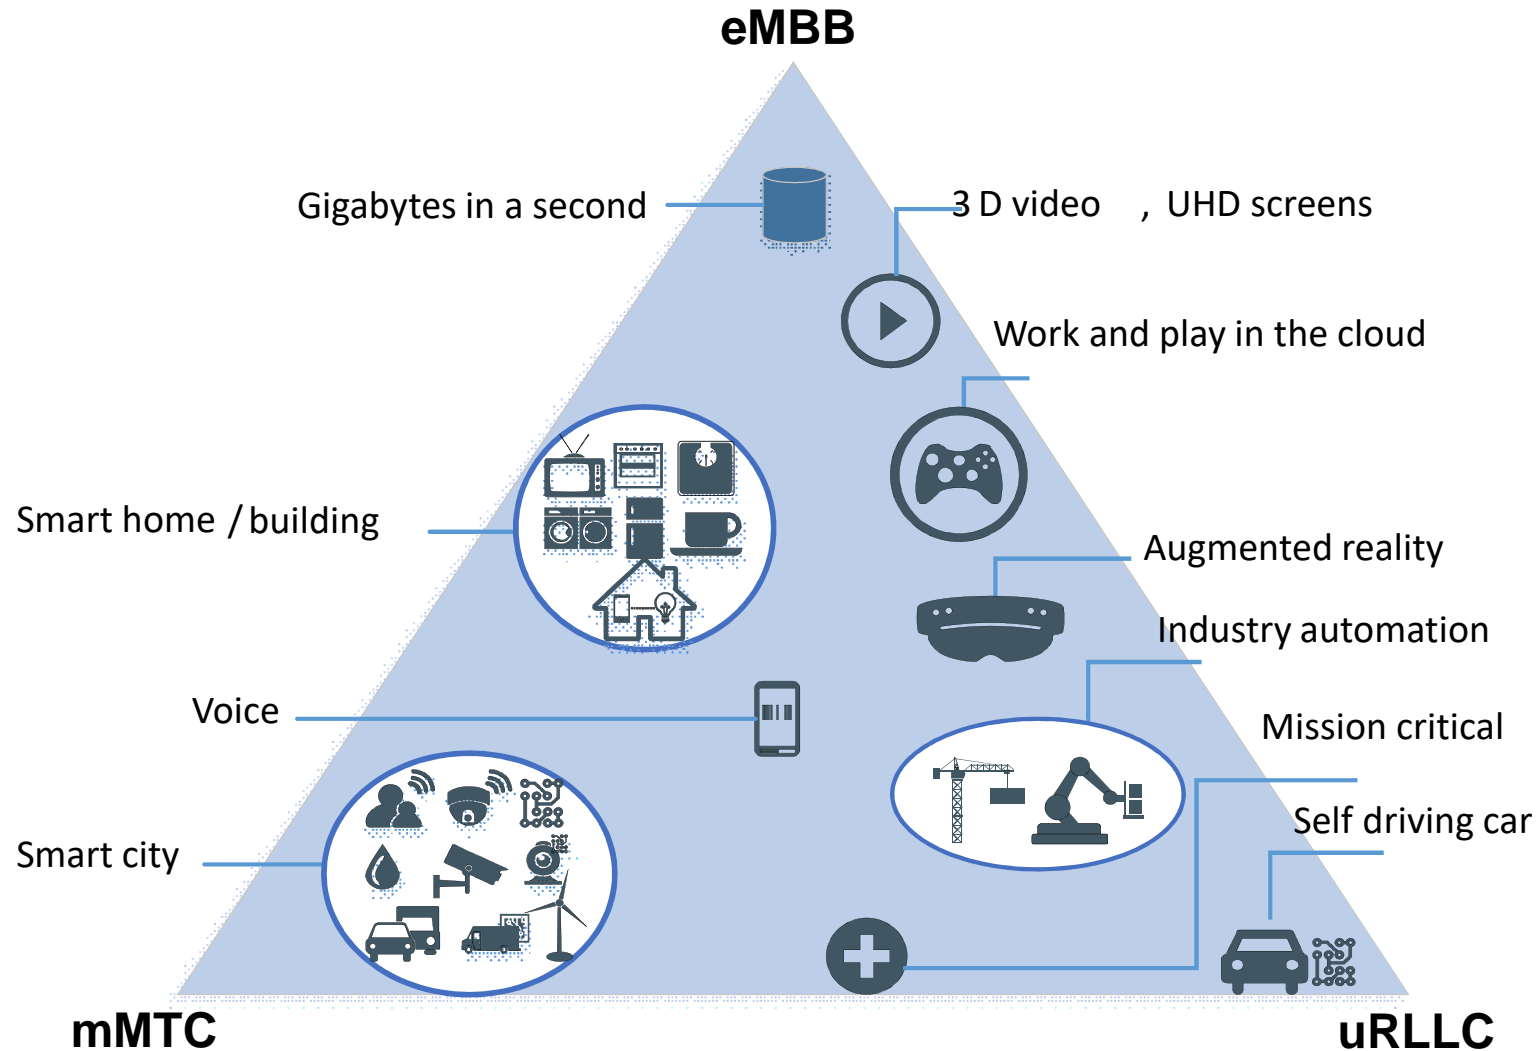 eMBB
Gigabytes in a second
3 D video , UHD screens
Work and play in the cloud
Smart home / building
Augmented reality
Industry automation
Voice
Mission critical
Self driving car
Smart city
mMTC
uRLLC